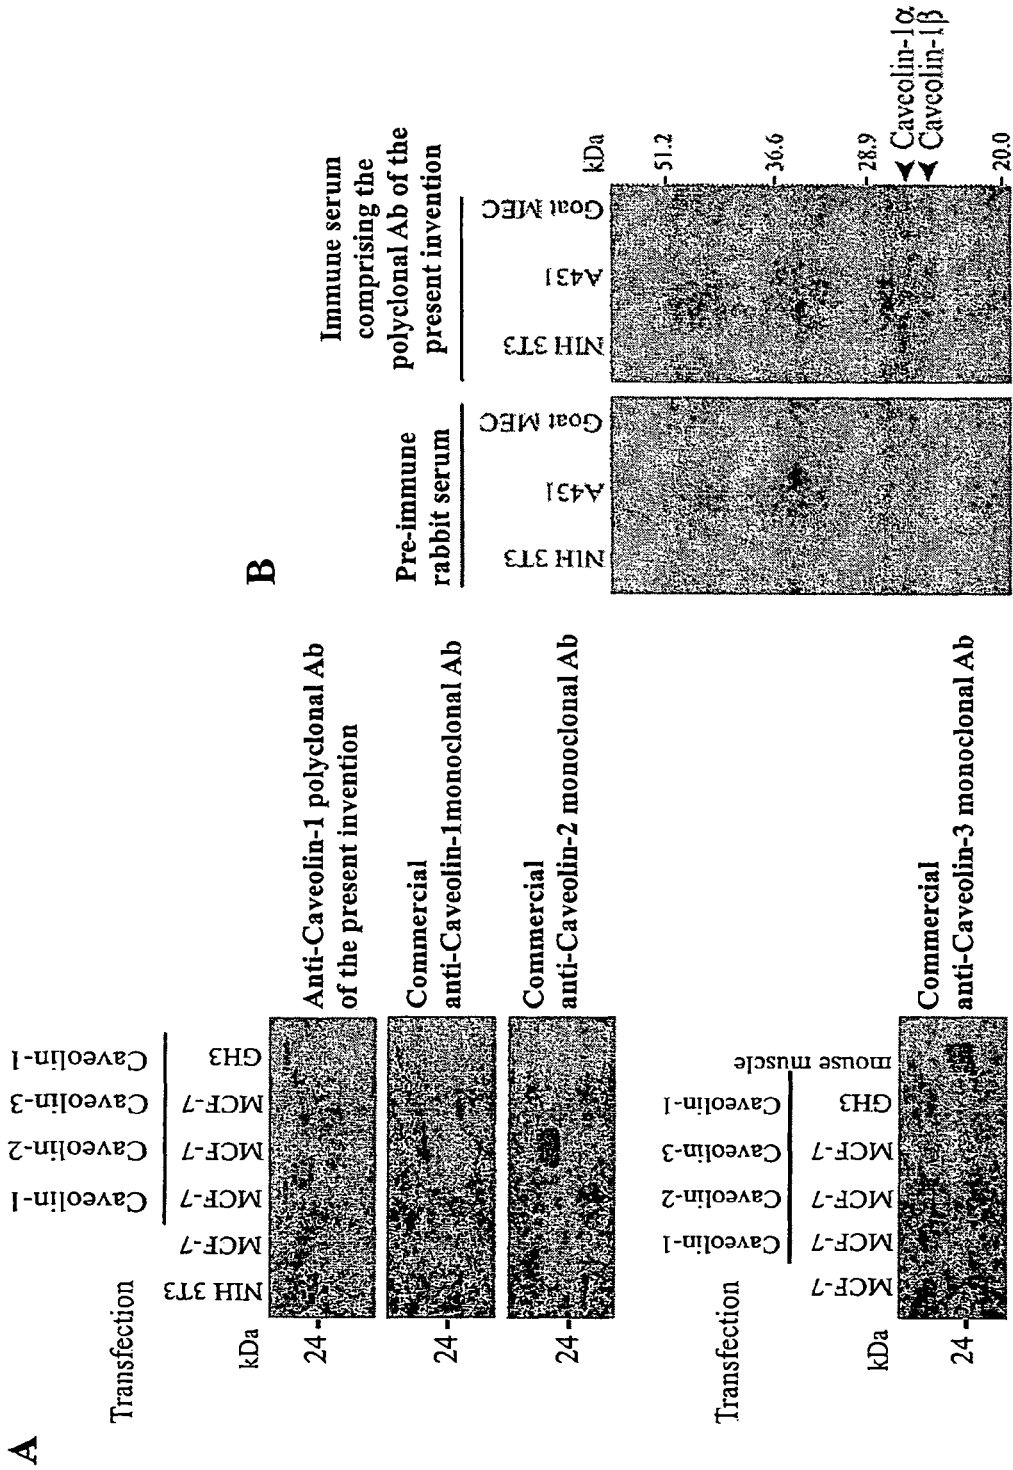 A
Transfection
Caveolin-1
Caveolin-2
Caveolin-3
Caveolin-1
kDa
NIH 3T3
MCF-7
MCF-7
MCF-7
MCF-7
GH3
24-
Anti-Caveolin-1 polyclonal Ab
of the present invention
24-
Commercial
anti-Caveolin-1monoclonal Ab
24-
Commercial
anti-Caveolin-2 monoclonal Ab
Transfection
Caveolin-1
Caveolin-2
Caveolin-3
Caveolin-1
kDa
MCF-7
MCF-7
MCF-7
MCF-7
GH3
mouse muscle
24-
Commercial
anti-Caveolin-3 monoclonal Ab
B
Pre-immune
rabbit serum
NIH 3T3
A431
Goat MEC
Immune serum
comprising the
polyclonal Ab of the
present invention
NIH 3T3
A431
Goat MEC
kDa
-51.2
-36.6
-28.9
Caveolin-1α
Caveolin-1β
-20.0